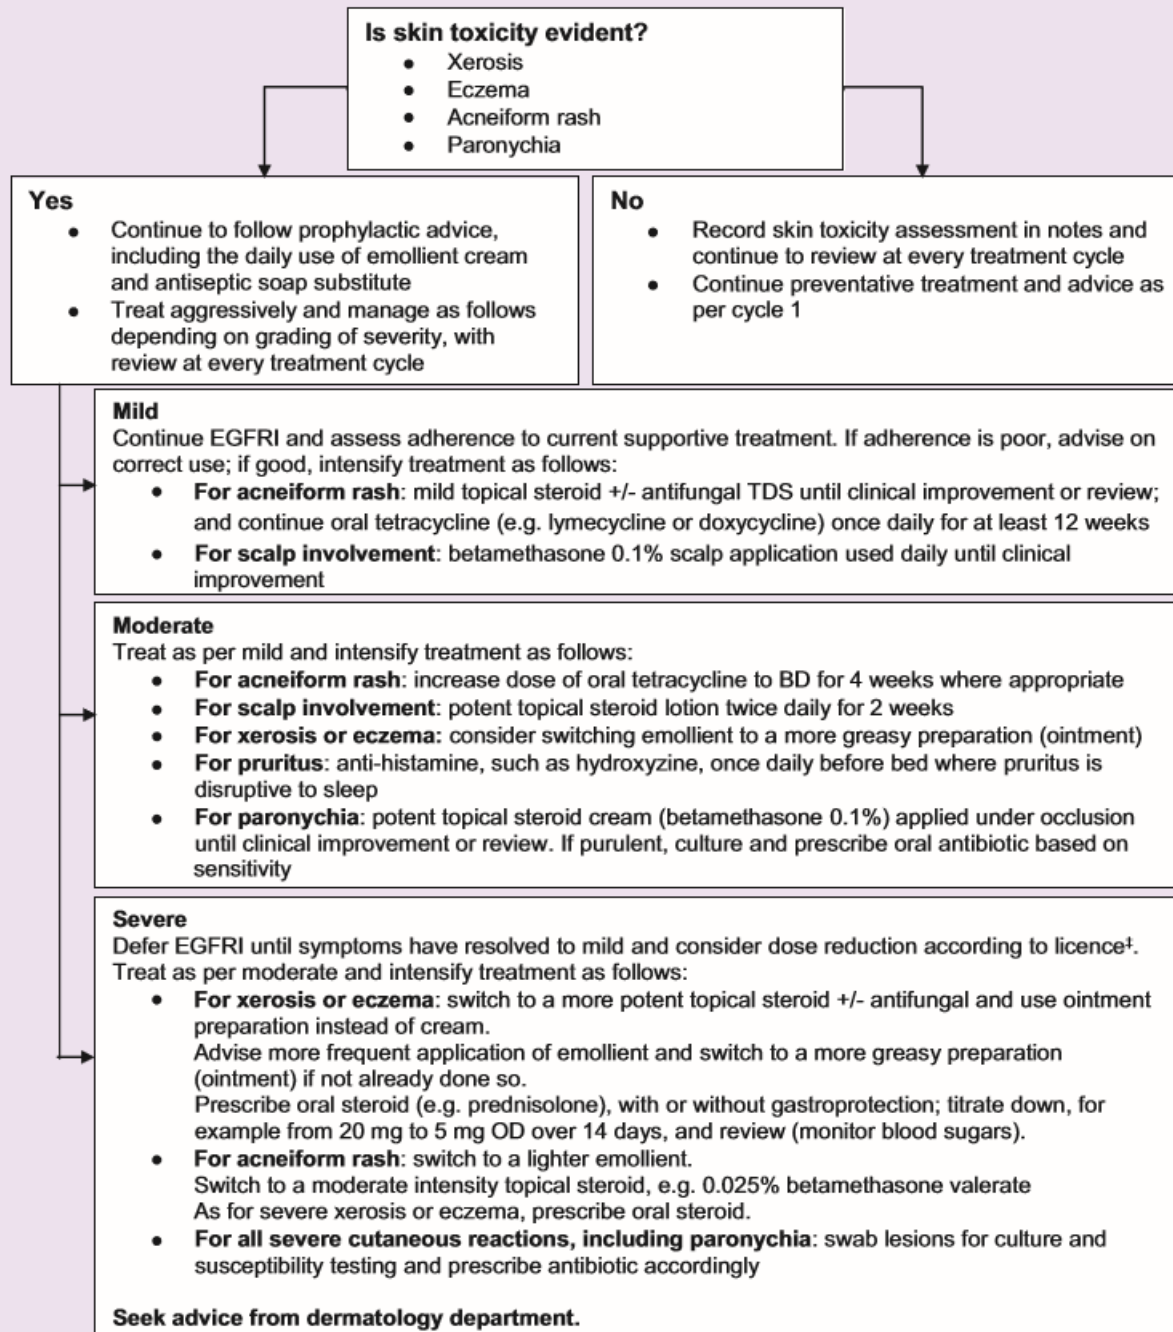 Is skin toxicity evident?
● Xerosis
● Eczema
● Acneiform rash
● Paronychia
Yes
● Continue to follow prophylactic advice,
including the daily use of emollient cream
and antiseptic soap substitute
● Treat aggressively and manage as follows
depending on grading of severity, with
review at every treatment cycle
No
● Record skin toxicity assessment in notes and
continue to review at every treatment cycle
● Continue preventative treatment and advice as
per cycle 1
Mild
Continue EGFRI and assess adherence to current supportive treatment. If adherence is poor, advise on
correct use; if good, intensify treatment as follows:
● For acneiform rash: mild topical steroid +/- antifungal TDS until clinical improvement or review;
and continue oral tetracycline (e.g. lymecycline or doxycycline) once daily for at least 12 weeks
● For scalp involvement: betamethasone 0.1% scalp application used daily until clinical
improvement
Moderate
Treat as per mild and intensify treatment as follows:
● For acneiform rash: increase dose of oral tetracycline to BD for 4 weeks where appropriate
● For scalp involvement: potent topical steroid lotion twice daily for 2 weeks
● For xerosis or eczema: consider switching emollient to a more greasy preparation (ointment)
● For pruritus: anti-histamine, such as hydroxyzine, once daily before bed where pruritus is
disruptive to sleep
● For paronychia: potent topical steroid cream (betamethasone 0.1%) applied under occlusion
until clinical improvement or review. If purulent, culture and prescribe oral antibiotic based on
sensitivity
Severe
Defer EGFRI until symptoms have resolved to mild and consider dose reduction according to licence‡.
Treat as per moderate and intensify treatment as follows:
● For xerosis or eczema: switch to a more potent topical steroid +/- antifungal and use ointment
preparation instead of cream.
Advise more frequent application of emollient and switch to a more greasy preparation
(ointment) if not already done so.
Prescribe oral steroid (e.g. prednisolone), with or without gastroprotection; titrate down, for
example from 20 mg to 5 mg OD over 14 days, and review (monitor blood sugars).
● For acneiform rash: switch to a lighter emollient.
Switch to a moderate intensity topical steroid, e.g. 0.025% betamethasone valerate
As for severe xerosis or eczema, prescribe oral steroid.
● For all severe cutaneous reactions, including paronychia: swab lesions for culture and
susceptibility testing and prescribe antibiotic accordingly
Seek advice from dermatology department.